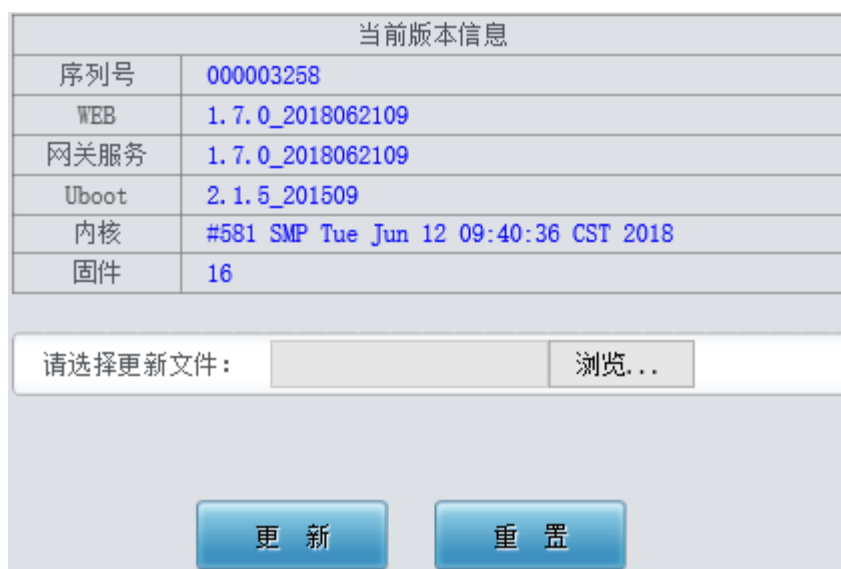 当前版本信息
序列号 000003258
WEB 1.7.0_2018062109
网关服务 1.7.0_2018062109
Uboot 2.1.5_201509
内核 #581 SMP Tue Jun 12 09:40:36 CST 2018
固件 16
请选择更新文件： 浏览...
更 新 重 置